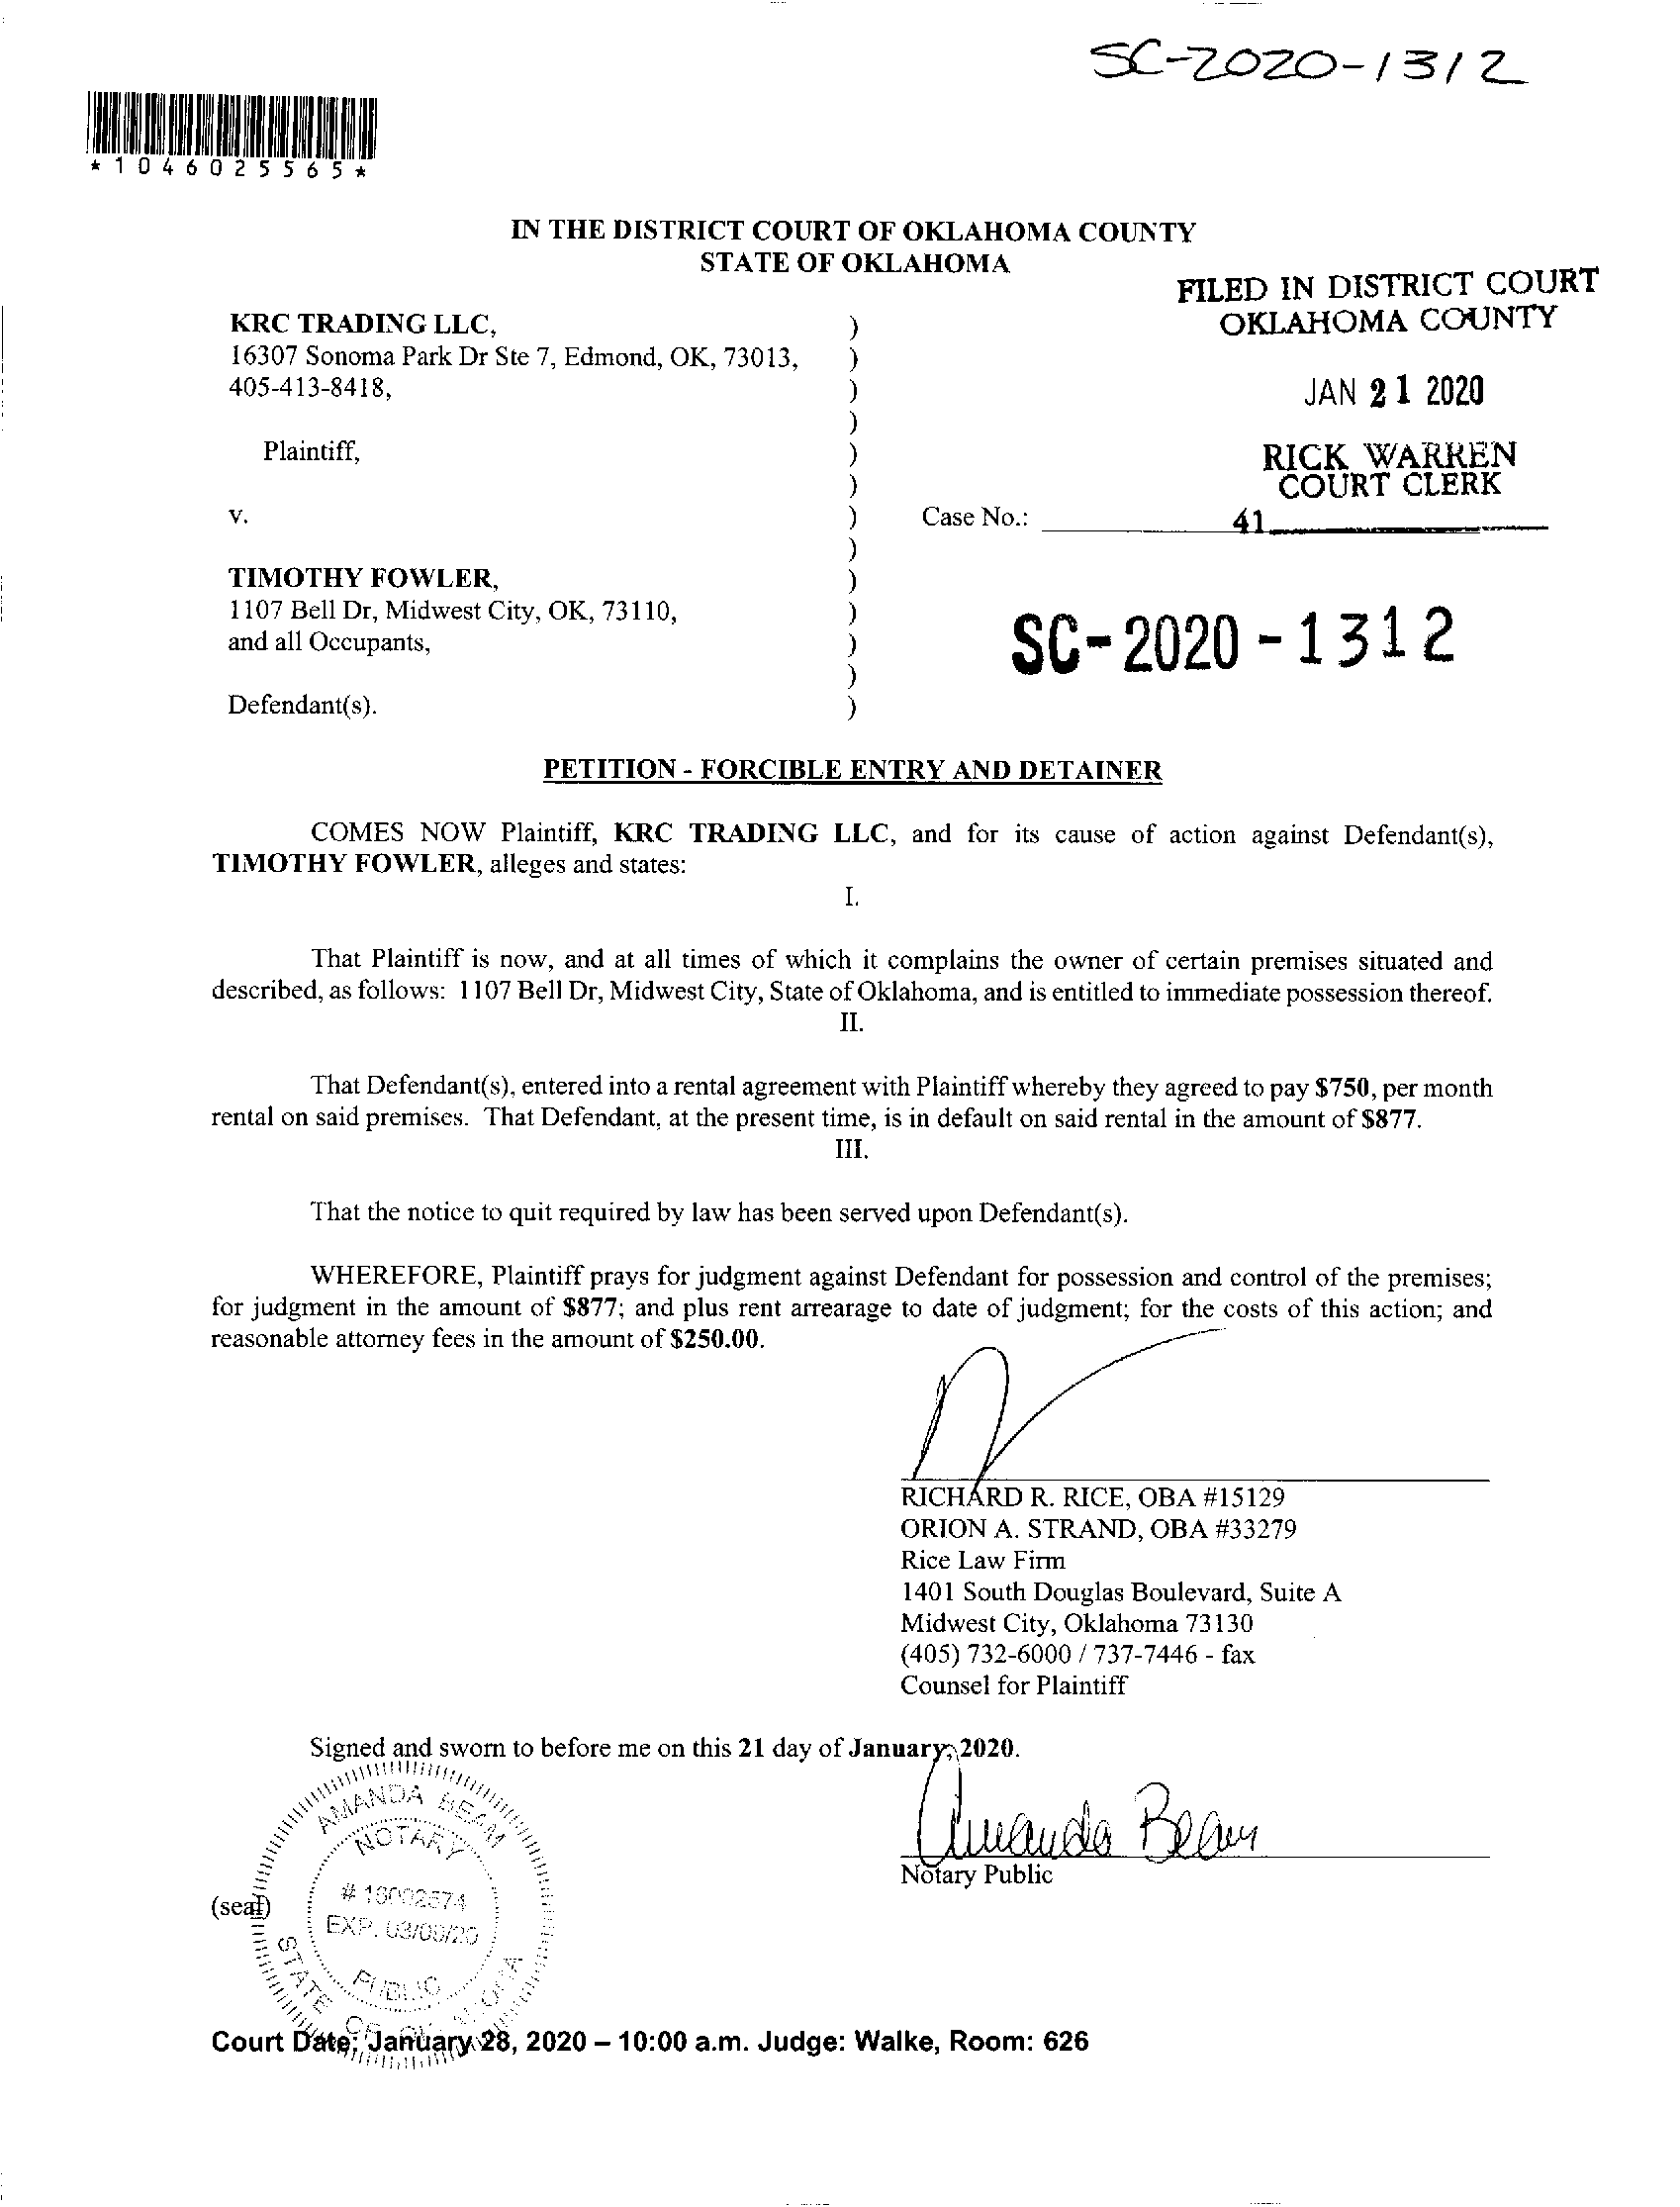 SC-2020-1312
*1046025565*
IN THE DISTRICT COURT OF OKLAHOMA COUNTY
STATE OF OKLAHOMA
FILED IN DISTRICT COURT
OKLAHOMA COUNTY
KRC TRADING LLC, )
16307 Sonoma Park Dr Ste 7, Edmond, OK, 73013, )
405-413-8418, )
JAN 21 2020
)
Plaintiff, )
RICK WARREN
COURT CLERK
)
v. ) Case No.: 41
)
TIMOTHY FOWLER, )
1107 Bell Dr, Midwest City, OK, 73110, )
and all Occupants, )
SC-2020-1312
)
Defendant(s). )
PETITION - FORCIBLE ENTRY AND DETAINER
COMES NOW Plaintiff, KRC TRADING LLC, and for its cause of action against Defendant(s),
TIMOTHY FOWLER, alleges and states:
I.
That Plaintiff is now, and at all times of which it complains the owner of certain premises situated and
described, as follows: 1107 Bell Dr, Midwest City, State of Oklahoma, and is entitled to immediate possession thereof.
II.
That Defendant(s), entered into a rental agreement with Plaintiff whereby they agreed to pay $750, per month
rental on said premises. That Defendant, at the present time, is in default on said rental in the amount of $877.
III.
That the notice to quit required by law has been served upon Defendant(s).
WHEREFORE, Plaintiff prays for judgment against Defendant for possession and control of the premises;
for judgment in the amount of $877; and plus rent arrearage to date of judgment; for the costs of this action; and
reasonable attorney fees in the amount of $250.00.
RICHARD R. RICE, OBA #15129
ORION A. STRAND, OBA #33279
Rice Law Firm
1401 South Douglas Boulevard, Suite A
Midwest City, Oklahoma 73130
(405) 732-6000 / 737-7446 - fax
Counsel for Plaintiff
Signed and sworn to before me on this 21 day of January, 2020.
Amanda Beam
Notary Public
(seal)
AMANDA BEAM
NOTARY
EXP.
PUBLIC
STATE OF
Court Date: January 28, 2020 – 10:00 a.m. Judge: Walke, Room: 626